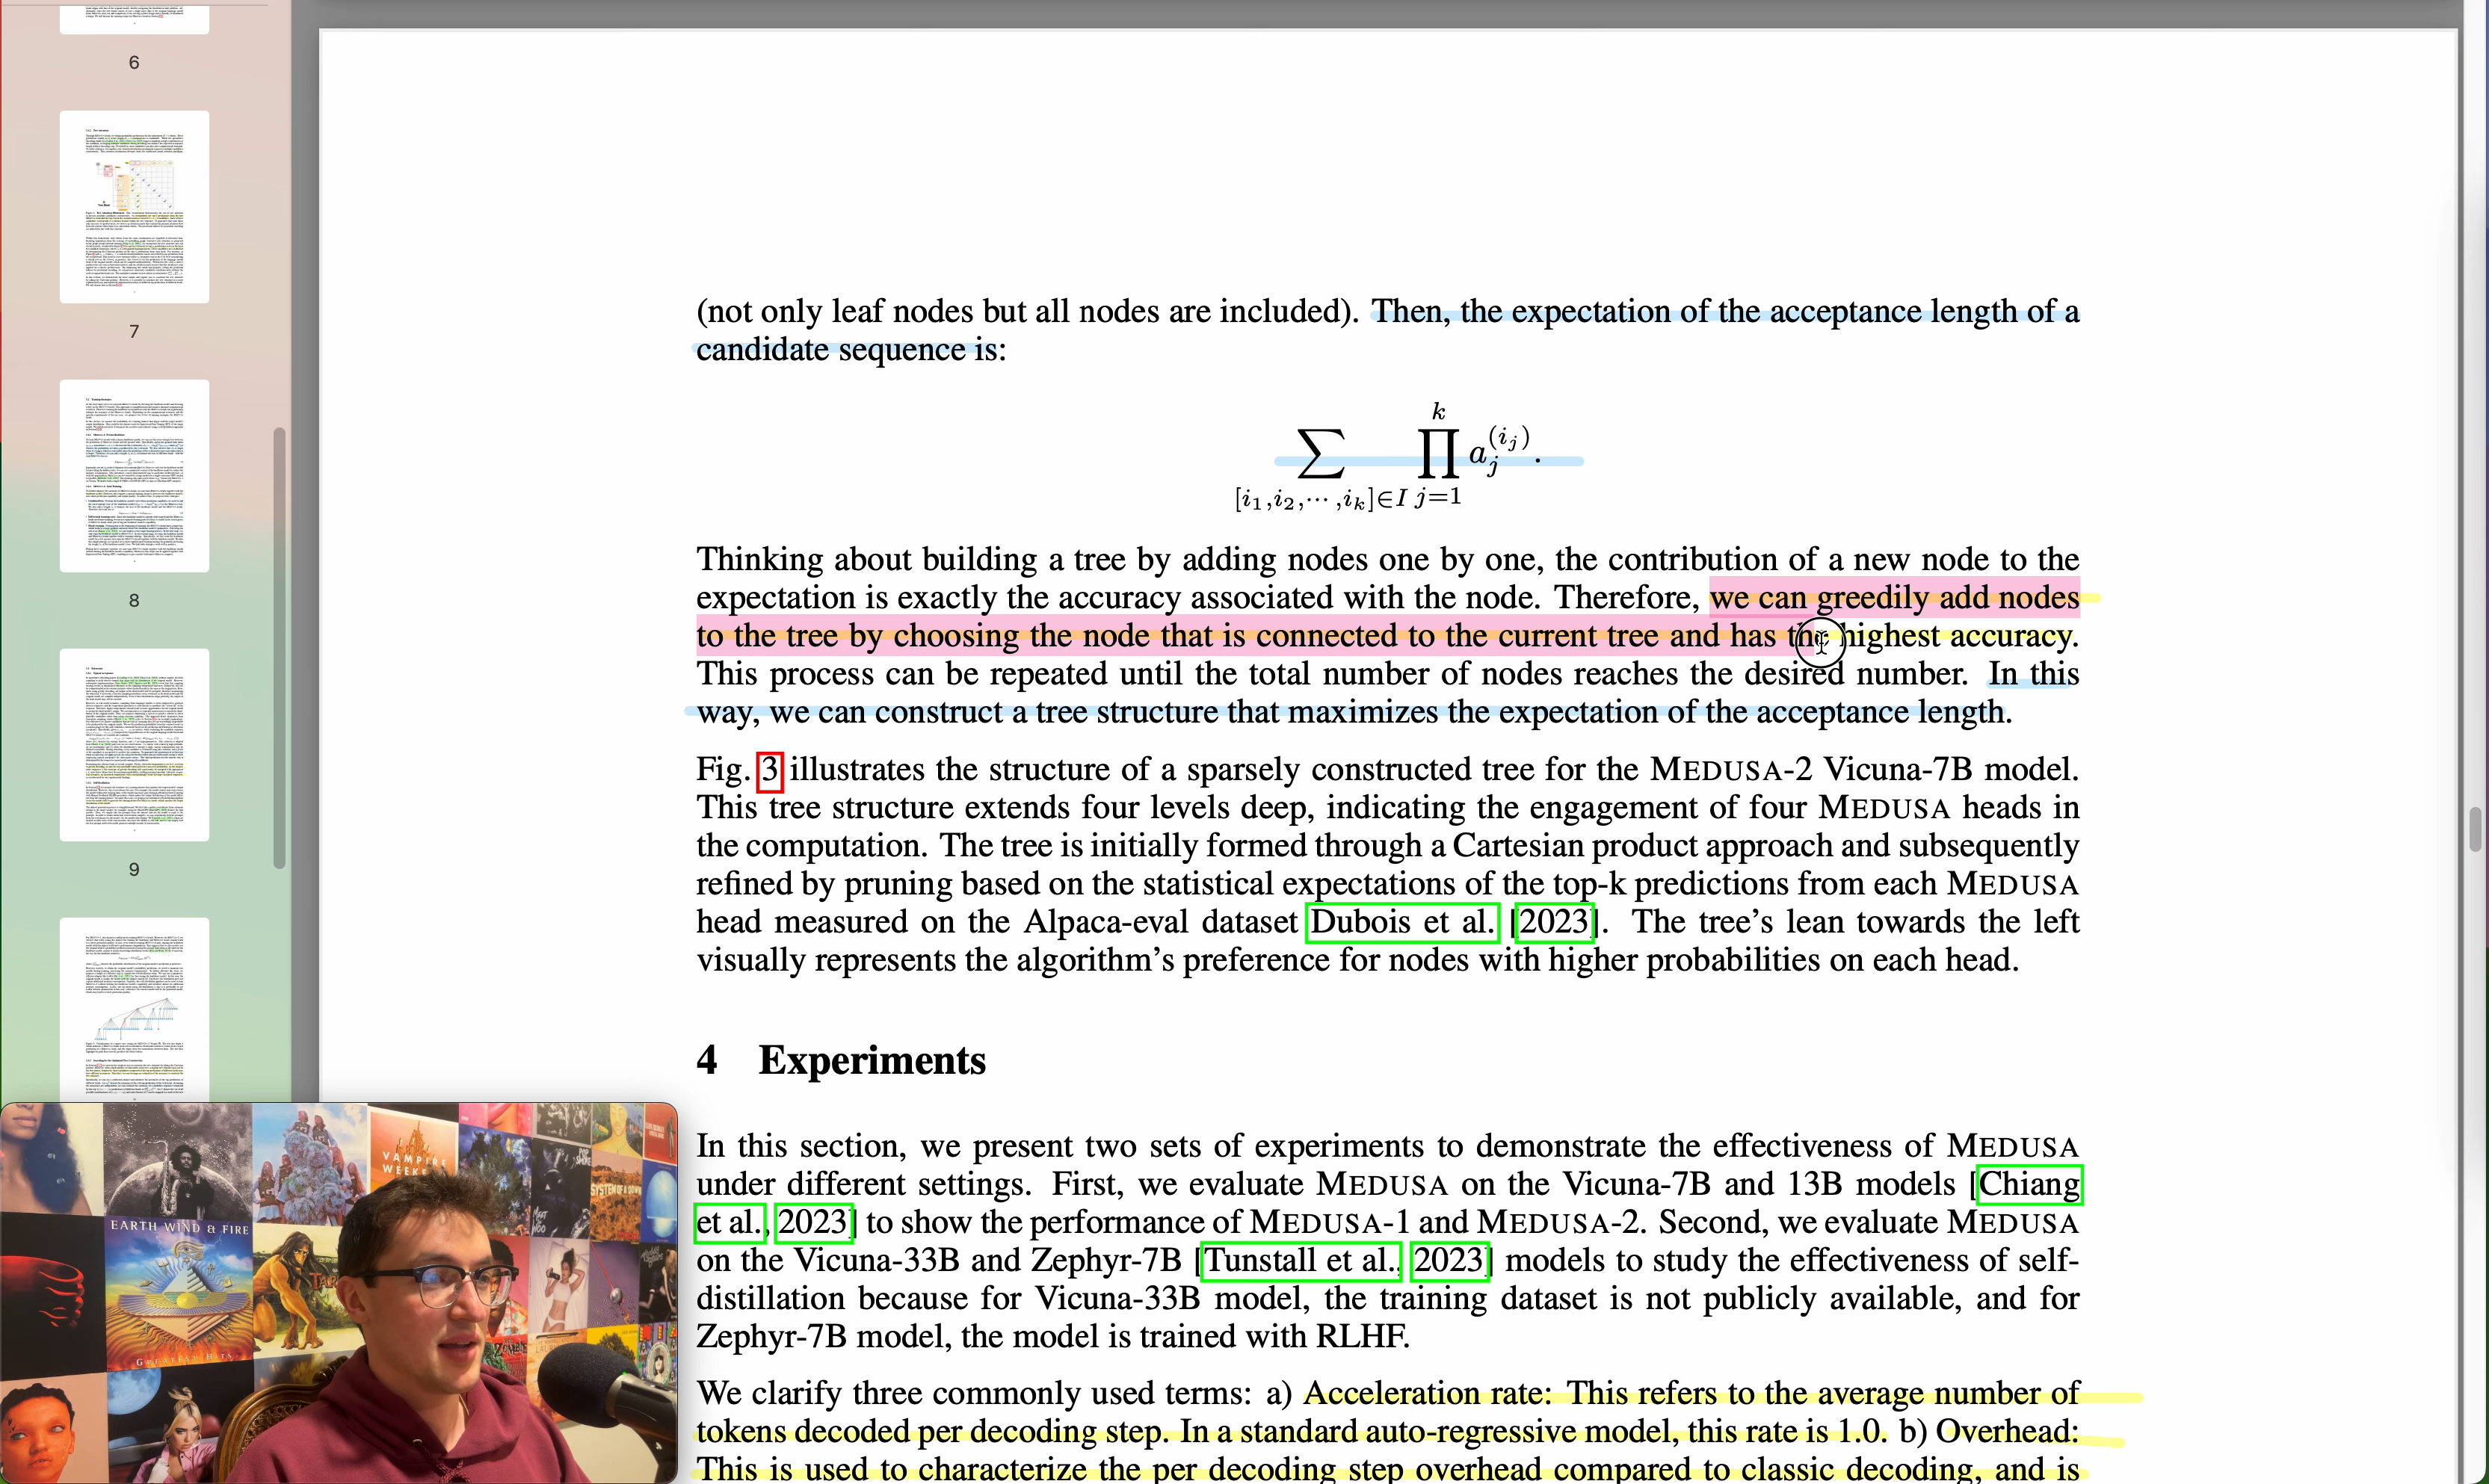 6
7
8
9
(not only leaf nodes but all nodes are included). Then, the expectation of the acceptance length of a
candidate sequence is:
∑_{[i_1,i_2,⋯,i_k]∈I} ∏_{j=1}^{k} a_j^{(i_j)}.
Thinking about building a tree by adding nodes one by one, the contribution of a new node to the
expectation is exactly the accuracy associated with the node. Therefore, we can greedily add nodes
to the tree by choosing the node that is connected to the current tree and has the highest accuracy.
This process can be repeated until the total number of nodes reaches the desired number. In this
way, we can construct a tree structure that maximizes the expectation of the acceptance length.
Fig. 3 illustrates the structure of a sparsely constructed tree for the MEDUSA-2 Vicuna-7B model.
This tree structure extends four levels deep, indicating the engagement of four MEDUSA heads in
the computation. The tree is initially formed through a Cartesian product approach and subsequently
refined by pruning based on the statistical expectations of the top-k predictions from each MEDUSA
head measured on the Alpaca-eval dataset Dubois et al. [2023]. The tree's lean towards the left
visually represents the algorithm's preference for nodes with higher probabilities on each head.
4 Experiments
In this section, we present two sets of experiments to demonstrate the effectiveness of MEDUSA
under different settings. First, we evaluate MEDUSA on the Vicuna-7B and 13B models [Chiang
et al., 2023] to show the performance of MEDUSA-1 and MEDUSA-2. Second, we evaluate MEDUSA
on the Vicuna-33B and Zephyr-7B [Tunstall et al., 2023] models to study the effectiveness of self-
distillation because for Vicuna-33B model, the training dataset is not publicly available, and for
Zephyr-7B model, the model is trained with RLHF.
We clarify three commonly used terms: a) Acceleration rate: This refers to the average number of
tokens decoded per decoding step. In a standard auto-regressive model, this rate is 1.0. b) Overhead:
This is used to characterize the per decoding step overhead compared to classic decoding, and is
VAMPIRE
EARTH WIND & FIRE
GREATEST HITS
SYSTEM OF A DOWN